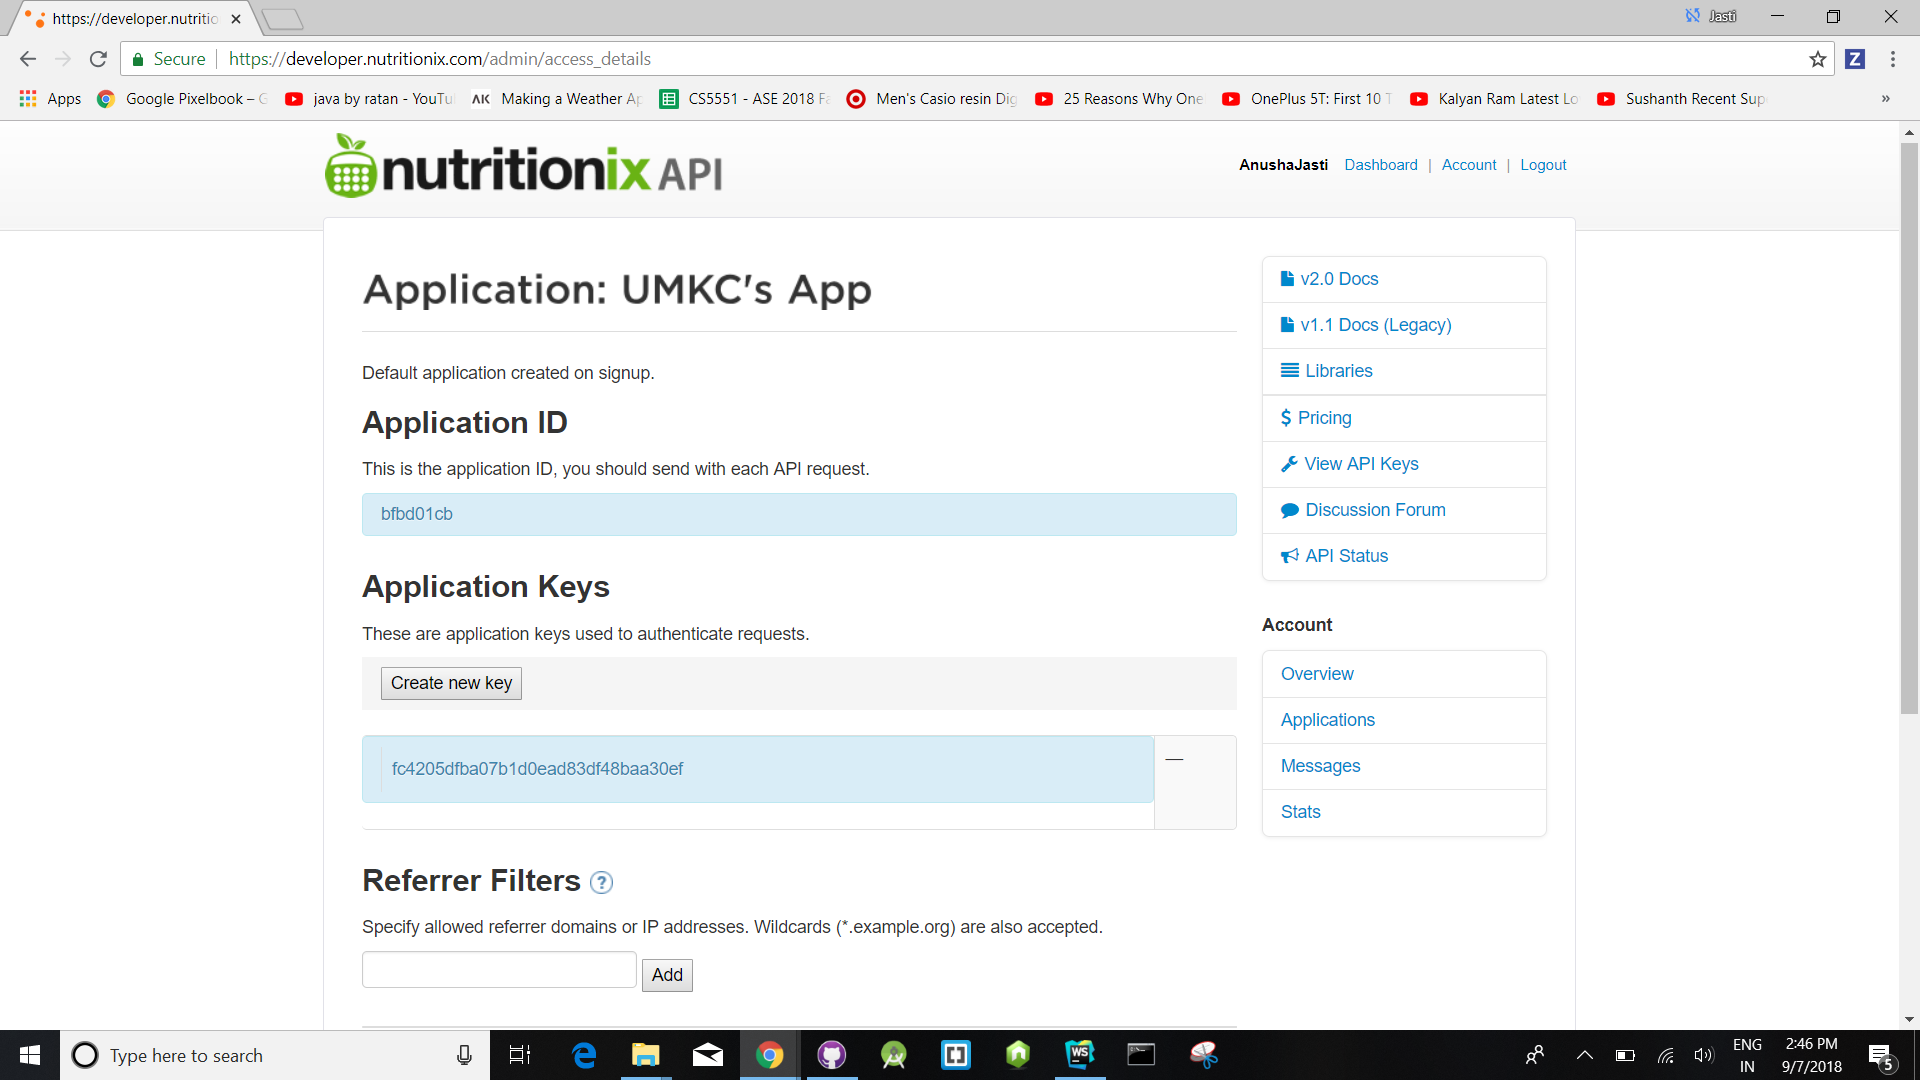 https://developer.nutritio
Jasti
Secure
https://developer.nutritionix.com/admin/access_details
Apps
Google Pixelbook – G
java by ratan - YouTu
Making a Weather Ap
CS5551 - ASE 2018 Fa
Men's Casio resin Dig
25 Reasons Why One
OnePlus 5T: First 10 T
Kalyan Ram Latest Lo
Sushanth Recent Sup
»
nutritionix API
AnushaJasti Dashboard | Account | Logout
Application: UMKC's App
Default application created on signup.
Application ID
This is the application ID, you should send with each API request.
bfbd01cb
Application Keys
These are application keys used to authenticate requests.
Create new key
fc4205dfba07b1d0ead83df48baa30ef
—
Referrer Filters ?
Specify allowed referrer domains or IP addresses. Wildcards (*.example.org) are also accepted.
Add
v2.0 Docs
v1.1 Docs (Legacy)
Libraries
$ Pricing
View API Keys
Discussion Forum
API Status
Account
Overview
Applications
Messages
Stats
Type here to search
WS
ENG
IN
2:46 PM
9/7/2018
5